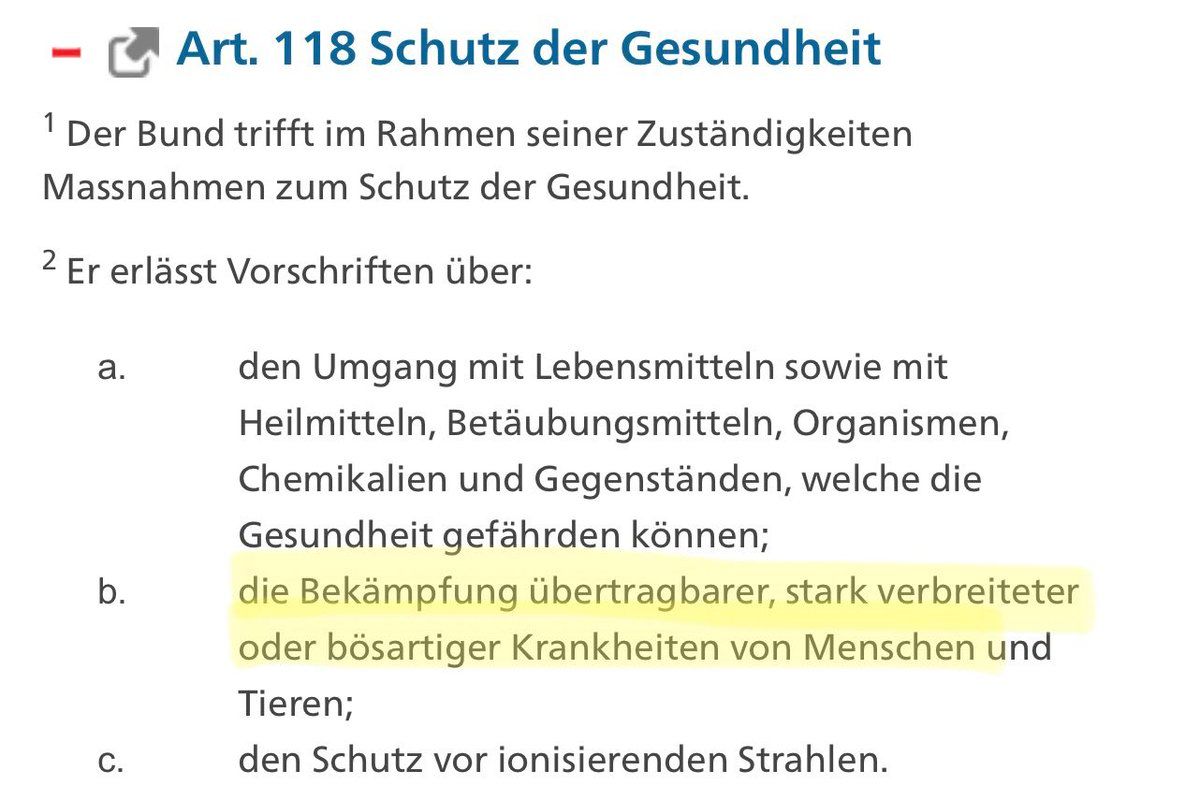 Art. 118 Schutz der Gesundheit
1 Der Bund trifft im Rahmen seiner Zuständigkeiten
Massnahmen zum Schutz der Gesundheit.
2 Er erlässt Vorschriften über:
a. den Umgang mit Lebensmitteln sowie mit
Heilmitteln, Betäubungsmitteln, Organismen,
Chemikalien und Gegenständen, welche die
Gesundheit gefährden können;
b. die Bekämpfung übertragbarer, stark verbreiteter
oder bösartiger Krankheiten von Menschen und
Tieren;
c. den Schutz vor ionisierenden Strahlen.